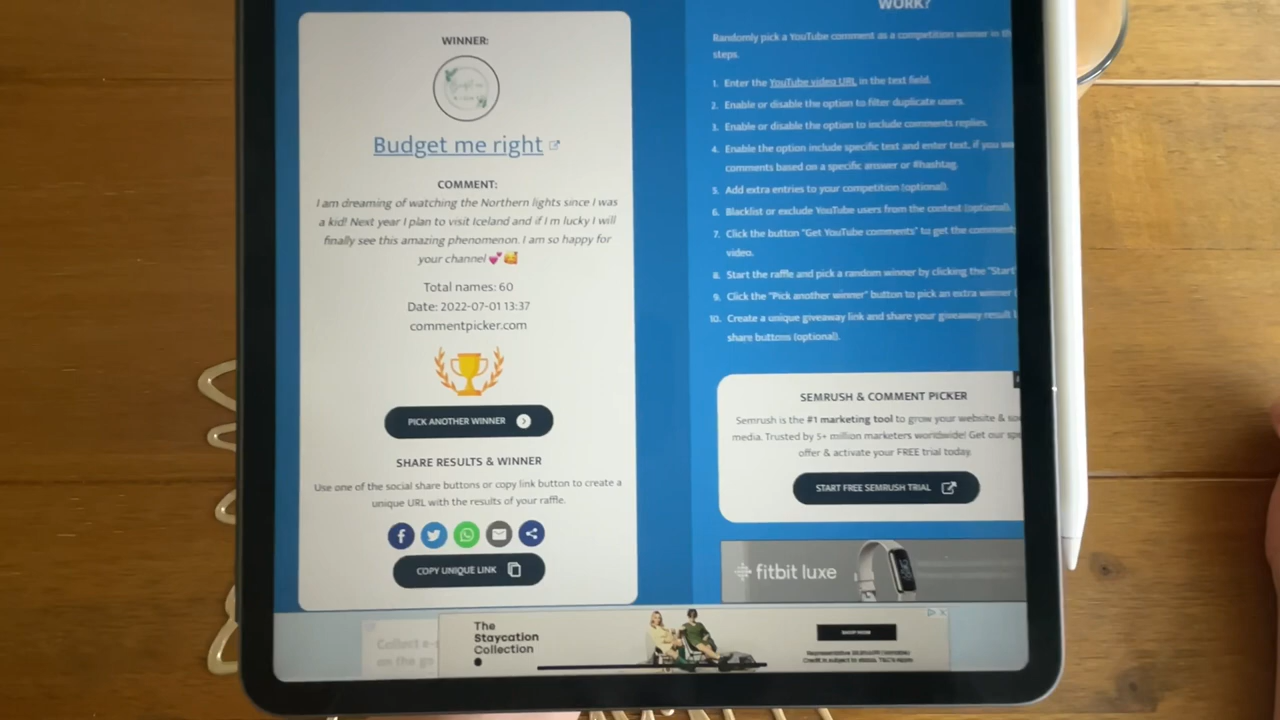 WINNER:
Budget me right
COMMENT:
I am dreaming of watching the Northern lights since I was
a kid! Next year I plan to visit Iceland and if I m lucky I will
finally see this amazing phenomenon. I am so happy for
your channel 💕🥰
Total names: 60
Date: 2022-07-01 13:37
commentpicker.com
PICK ANOTHER WINNER
SHARE RESULTS & WINNER
Use one of the social share buttons or copy link button to create a
unique URL with the results of your raffle.
COPY UNIQUE LINK
WORK?
Randomly pick a YouTube comment as a competition winner in
steps.
1. Enter the YouTube video URL in the text field.
2. Enable or disable the option to filter duplicate users.
3. Enable or disable the option to include comments replies.
4. Enable the option include specific text and enter text, if you
comments based on a specific answer or #hashtag.
5. Add extra entries to your competition (optional).
6. Blacklist or exclude YouTube users from the contest (optional).
7. Click the button "Get YouTube comments" to get the
video.
8. Start the raffle and pick a random winner by clicking the "Start
9. Click the "Pick another winner" button to pick an extra winner
10. Create a unique giveaway link and share your giveaway result
share buttons (optional).
SEMRUSH & COMMENT PICKER
Semrush is the #1 marketing tool to grow your website &
media. Trusted by 5+ million marketers worldwide! Get our
offer & activate your FREE trial today.
START FREE SEMRUSH TRIAL
fitbit luxe
Collect
on the go
The
Staycation
Collection
SHOP NOW